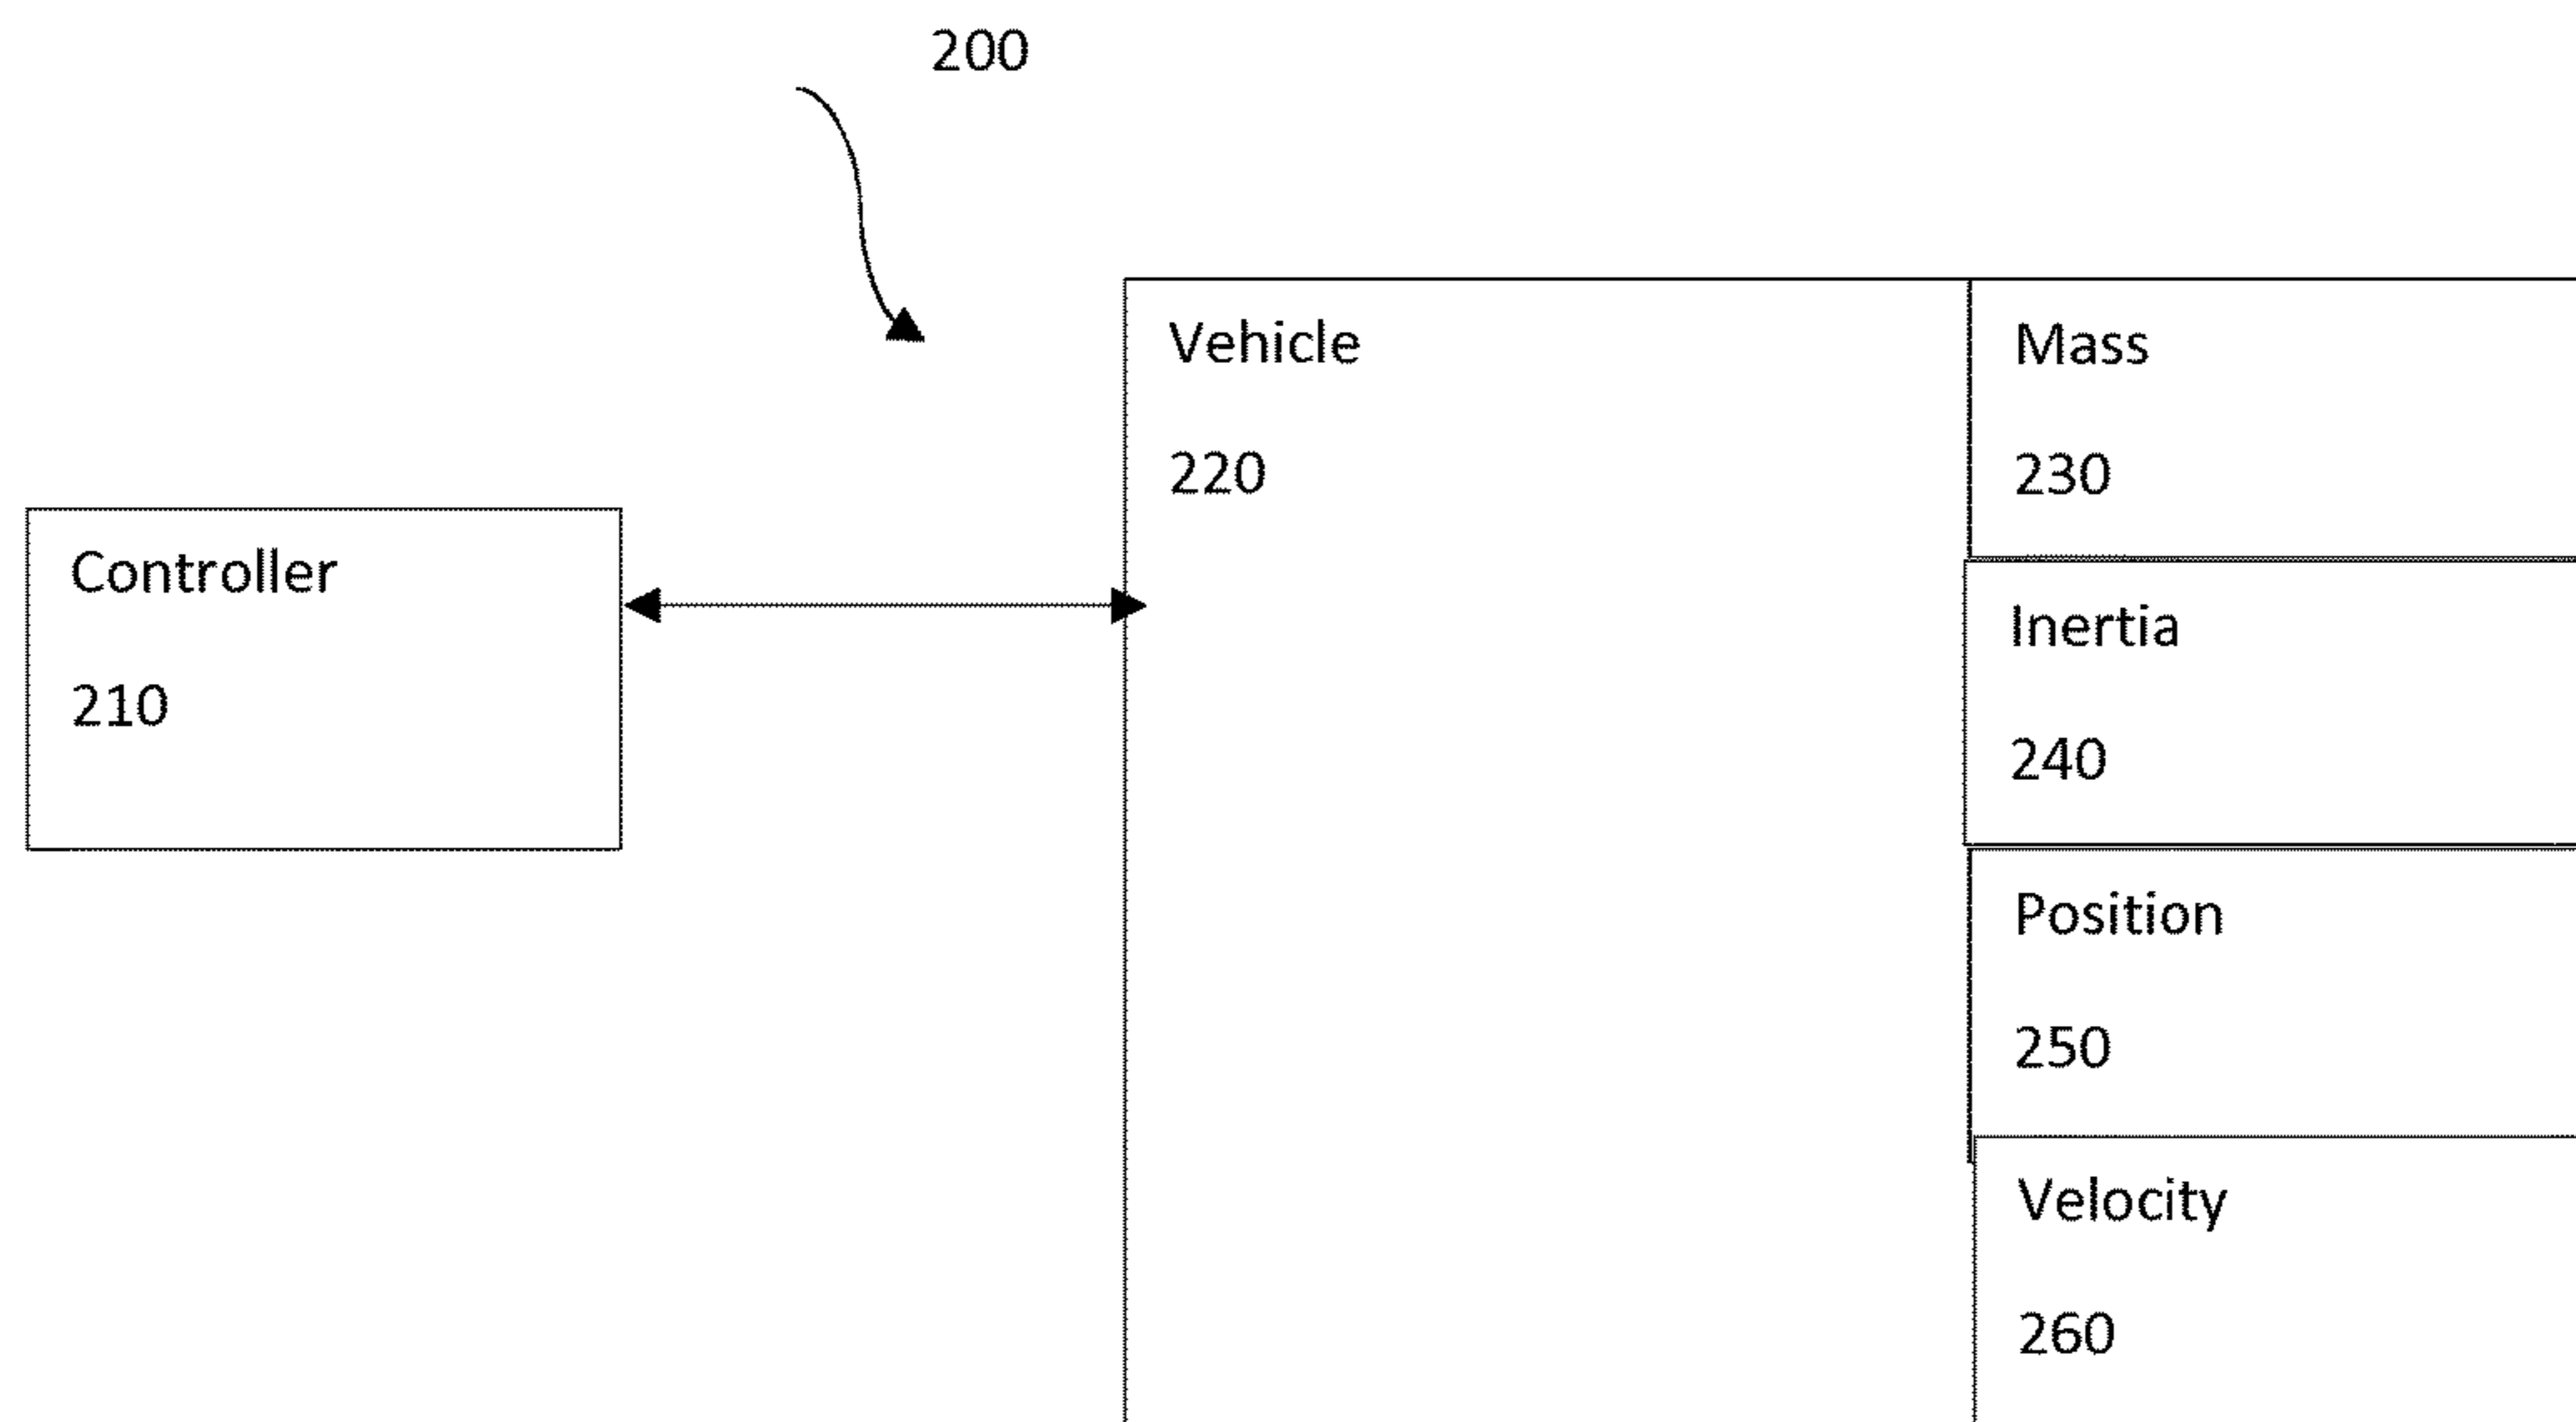 200
Controller
210
Vehicle
220
Mass
230
Inertia
240
Position
250
Velocity
260